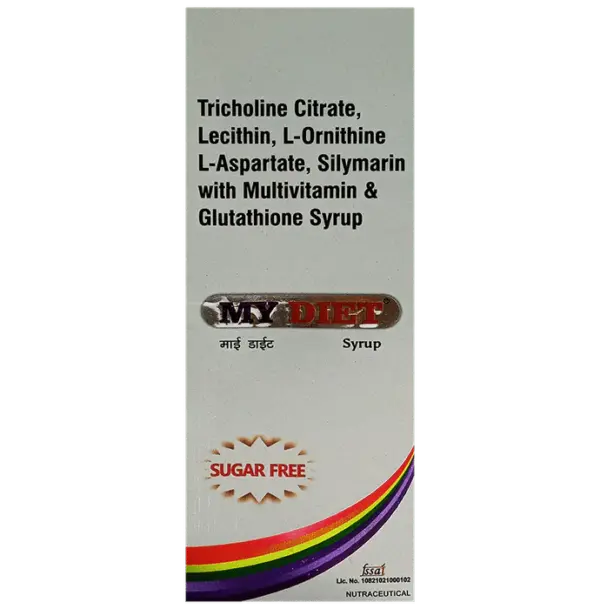 Tricholine Citrate,
Lecithin, L-Ornithine
L-Aspartate, Silymarin
with Multivitamin &
Glutathione Syrup
MY DIET®
माई डाईट Syrup
SUGAR FREE
fssai
Lic. No. 10821021000102
NUTRACEUTICAL